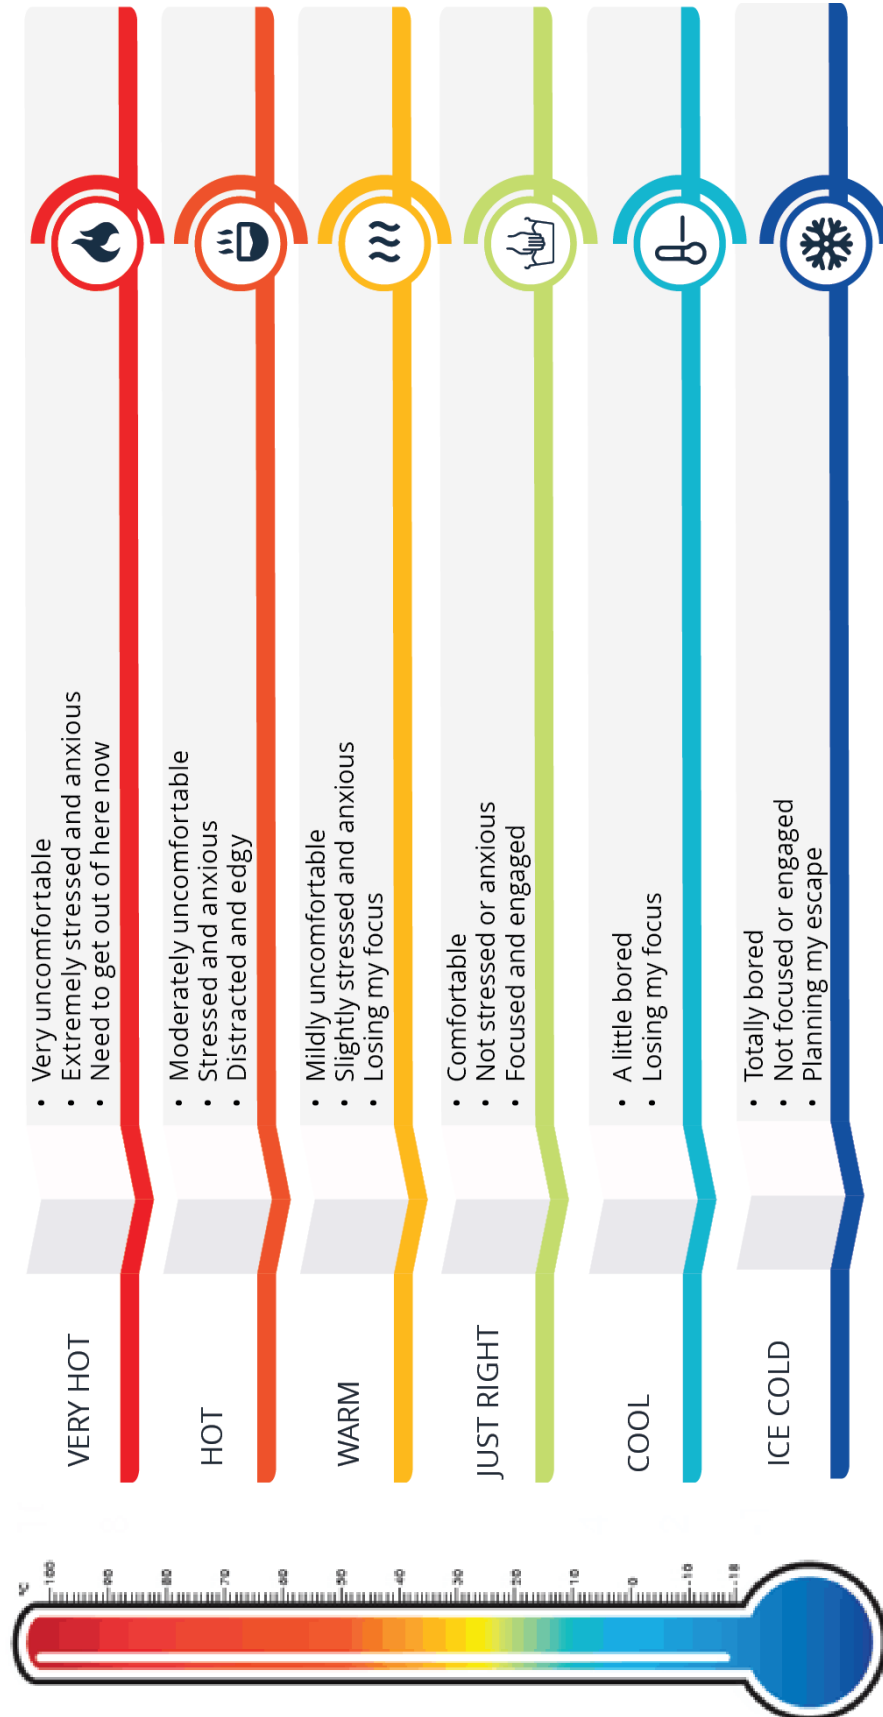 °C
100
90
80
70
60
50
40
30
20
10
0
-10
-18
VERY HOT
• Very uncomfortable
• Extremely stressed and anxious
• Need to get out of here now
HOT
• Moderately uncomfortable
• Stressed and anxious
• Distracted and edgy
WARM
• Mildly uncomfortable
• Slightly stressed and anxious
• Losing my focus
JUST RIGHT
• Comfortable
• Not stressed or anxious
• Focused and engaged
COOL
• A little bored
• Losing my focus
ICE COLD
• Totally bored
• Not focused or engaged
• Planning my escape